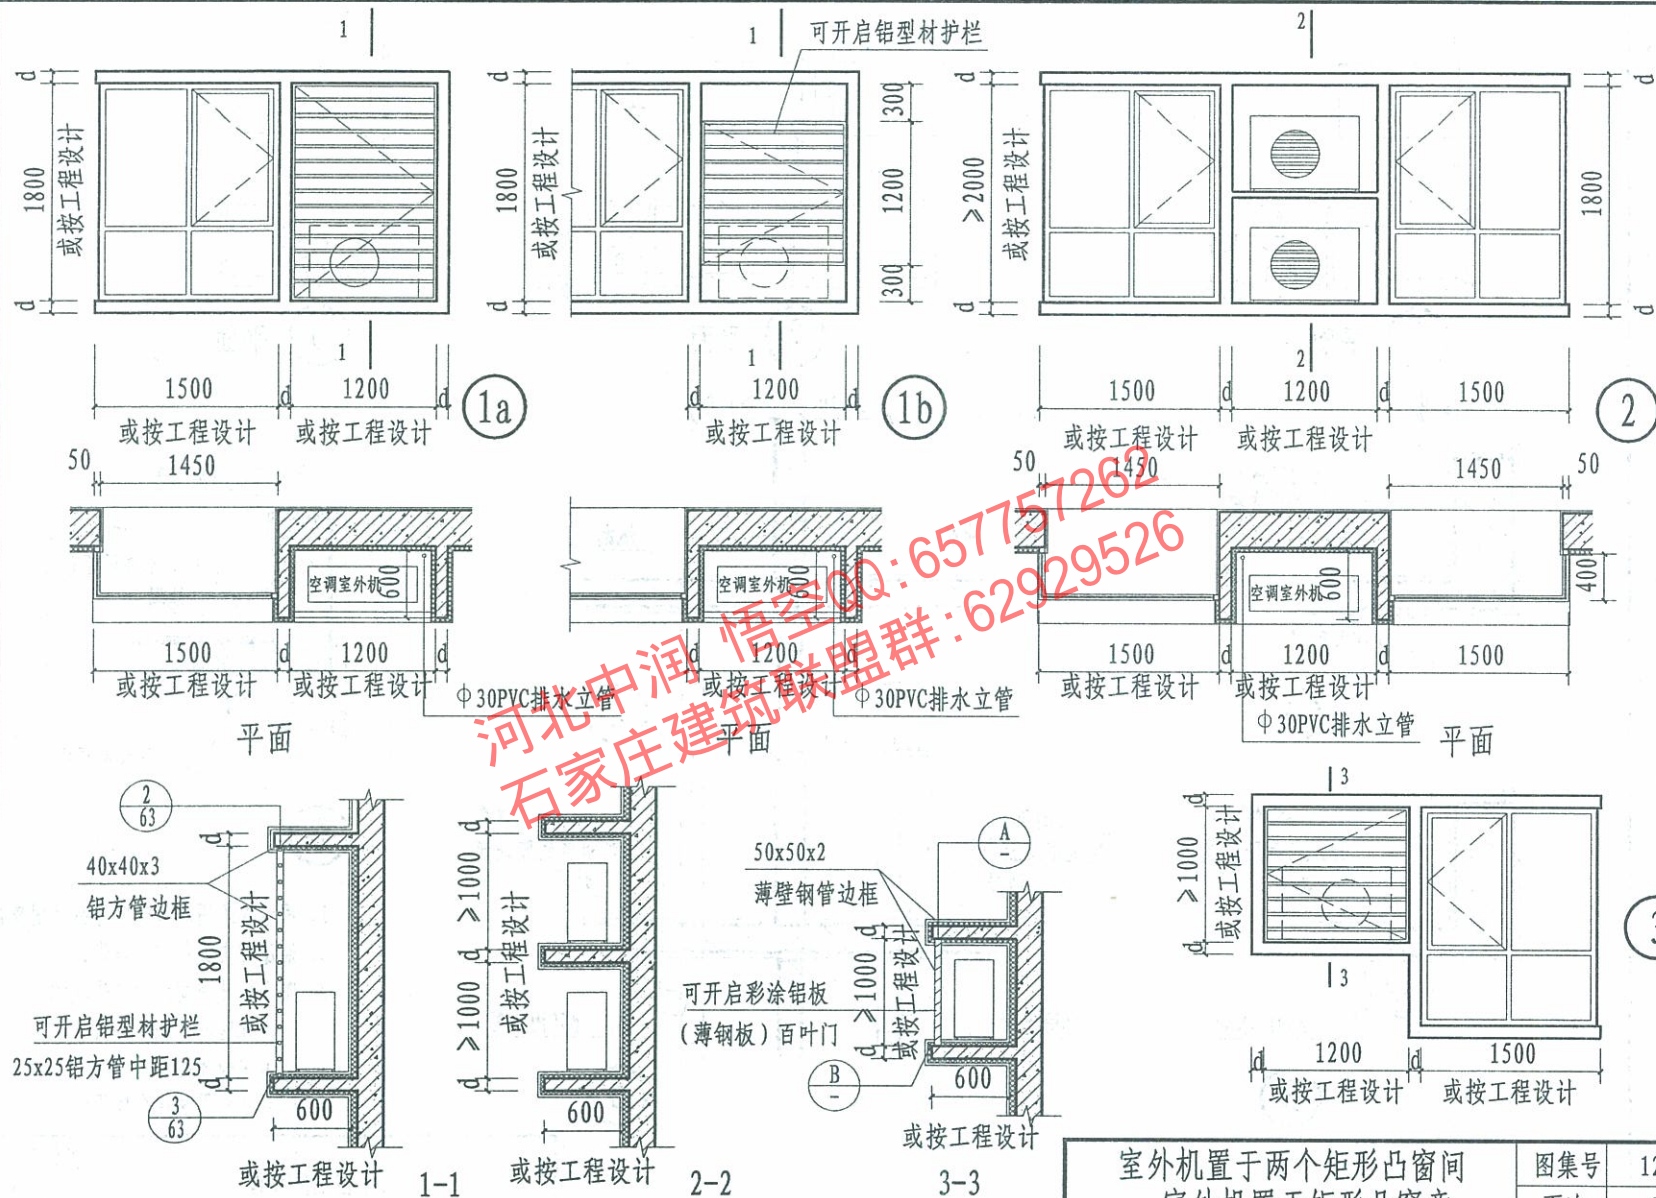 1
1
可开启铝型材护栏
2
d
1800
或按工程设计
d
d
1800
或按工程设计
d
300
1200
300
d
≥2000
或按工程设计
d
d
1800
d
1
1
2
1500
d
1200
d
或按工程设计
或按工程设计
1a
d
1200
d
或按工程设计
1b
1500
d
1200
d
1500
或按工程设计
或按工程设计
2
50
1450
50
1450
1450
50
空调室外机
600
空调室外机
600
空调室外机
600
400
1500
d
1200
d
或按工程设计
或按工程设计
d
1200
d
或按工程设计
1500
d
1200
d
1500
或按工程设计
或按工程设计
φ30PVC排水立管
φ30PVC排水立管
φ30PVC排水立管
平面
平面
平面
河北中润 悟空QQ:657757262
石家庄建筑联盟群:62929526
2
63
40x40x3
铝方管边框
d
1800
或按工程设计
d
可开启铝型材护栏
25x25铝方管中距125
3
63
600
或按工程设计
1-1
d
≥1000
或按工程设计
d
≥1000
或按工程设计
d
600
或按工程设计
2-2
A
-
50x50x2
薄壁钢管边框
d
≥1000
或按工程设计
d
可开启彩涂铝板
(薄钢板)百叶门
B
-
600
或按工程设计
3-3
3
d
≥1000
或按工程设计
d
3
3
d
1200
d
1500
或按工程设计
或按工程设计
室外机置于两个矩形凸窗间
图集号
12